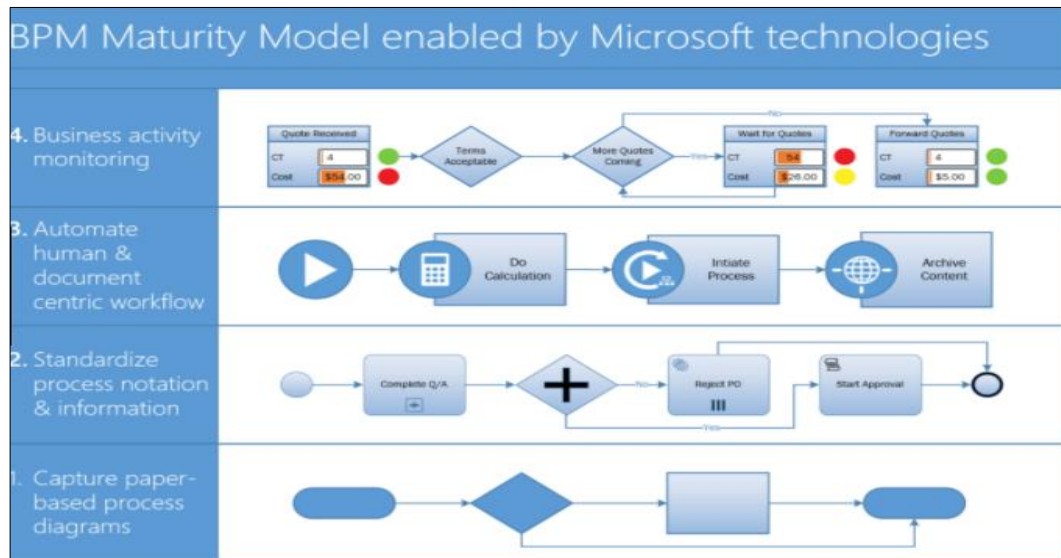 BPM Maturity Model enabled by Microsoft technologies
4. Business activity
monitoring
Quote Received
CT 4
Cost $54.00
Terms
Acceptable
More Quotes
Coming
No
Yes
Wait for Quotes
CT 54
Cost $26.00
Forward Quotes
CT 4
Cost $5.00
3. Automate
human &
document
centric workflow
Do
Calculation
Intiate
Process
Archive
Content
2. Standardize
process notation
& information
Complete Q/A
No
Reject PO
Start Approval
Yes
1. Capture paper-
based process
diagrams